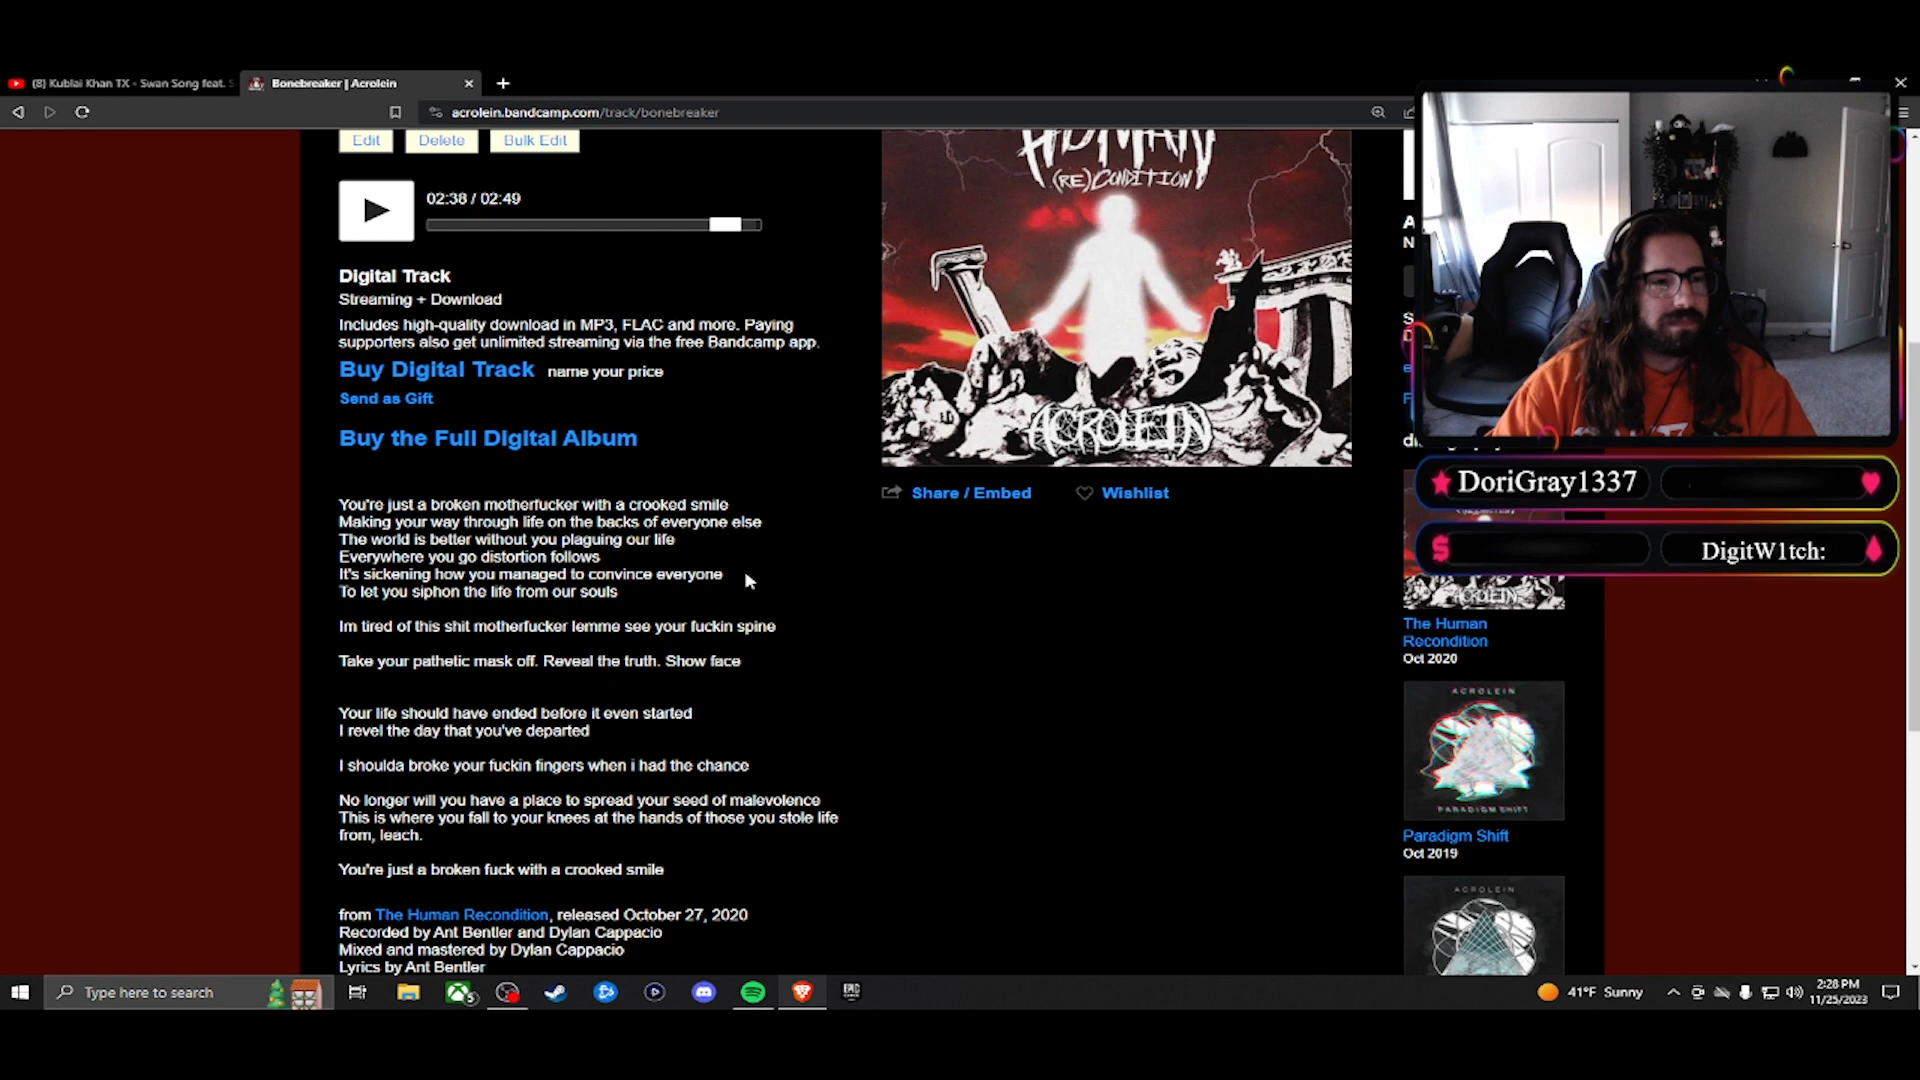 (8) Kublai Khan TX - Swan Song feat. S
Bonebreaker | Acrolein
acrolein.bandcamp.com/track/bonebreaker
Edit
Delete
Bulk Edit
02:38 / 02:49
Digital Track
Streaming + Download
Includes high-quality download in MP3, FLAC and more. Paying
supporters also get unlimited streaming via the free Bandcamp app.
Buy Digital Track name your price
Send as Gift
Buy the Full Digital Album
You're just a broken motherfucker with a crooked smile
Making your way through life on the backs of everyone else
The world is better without you plaguing our life
Everywhere you go distortion follows
It's sickening how you managed to convince everyone
To let you siphon the life from our souls
Im tired of this shit motherfucker lemme see your fuckin spine
Take your pathetic mask off. Reveal the truth. Show face
Your life should have ended before it even started
I revel the day that you've departed
I shoulda broke your fuckin fingers when i had the chance
No longer will you have a place to spread your seed of malevolence
This is where you fall to your knees at the hands of those you stole life
from, leach.
You're just a broken fuck with a crooked smile
from The Human Recondition, released October 27, 2020
Recorded by Ant Bentler and Dylan Cappacio
Mixed and mastered by Dylan Cappacio
Lyrics by Ant Bentler
HUMAN
(RE)CONDITION
ACROLEIN
Share / Embed
Wishlist
DoriGray1337
DigitW1tch:
ACROLEIN
The Human
Recondition
Oct 2020
ACROLEIN
PARADIGM SHIFT
Paradigm Shift
Oct 2019
ACROLEIN
Type here to search
5
EPIC
41°F Sunny
2:28 PM
11/25/2023